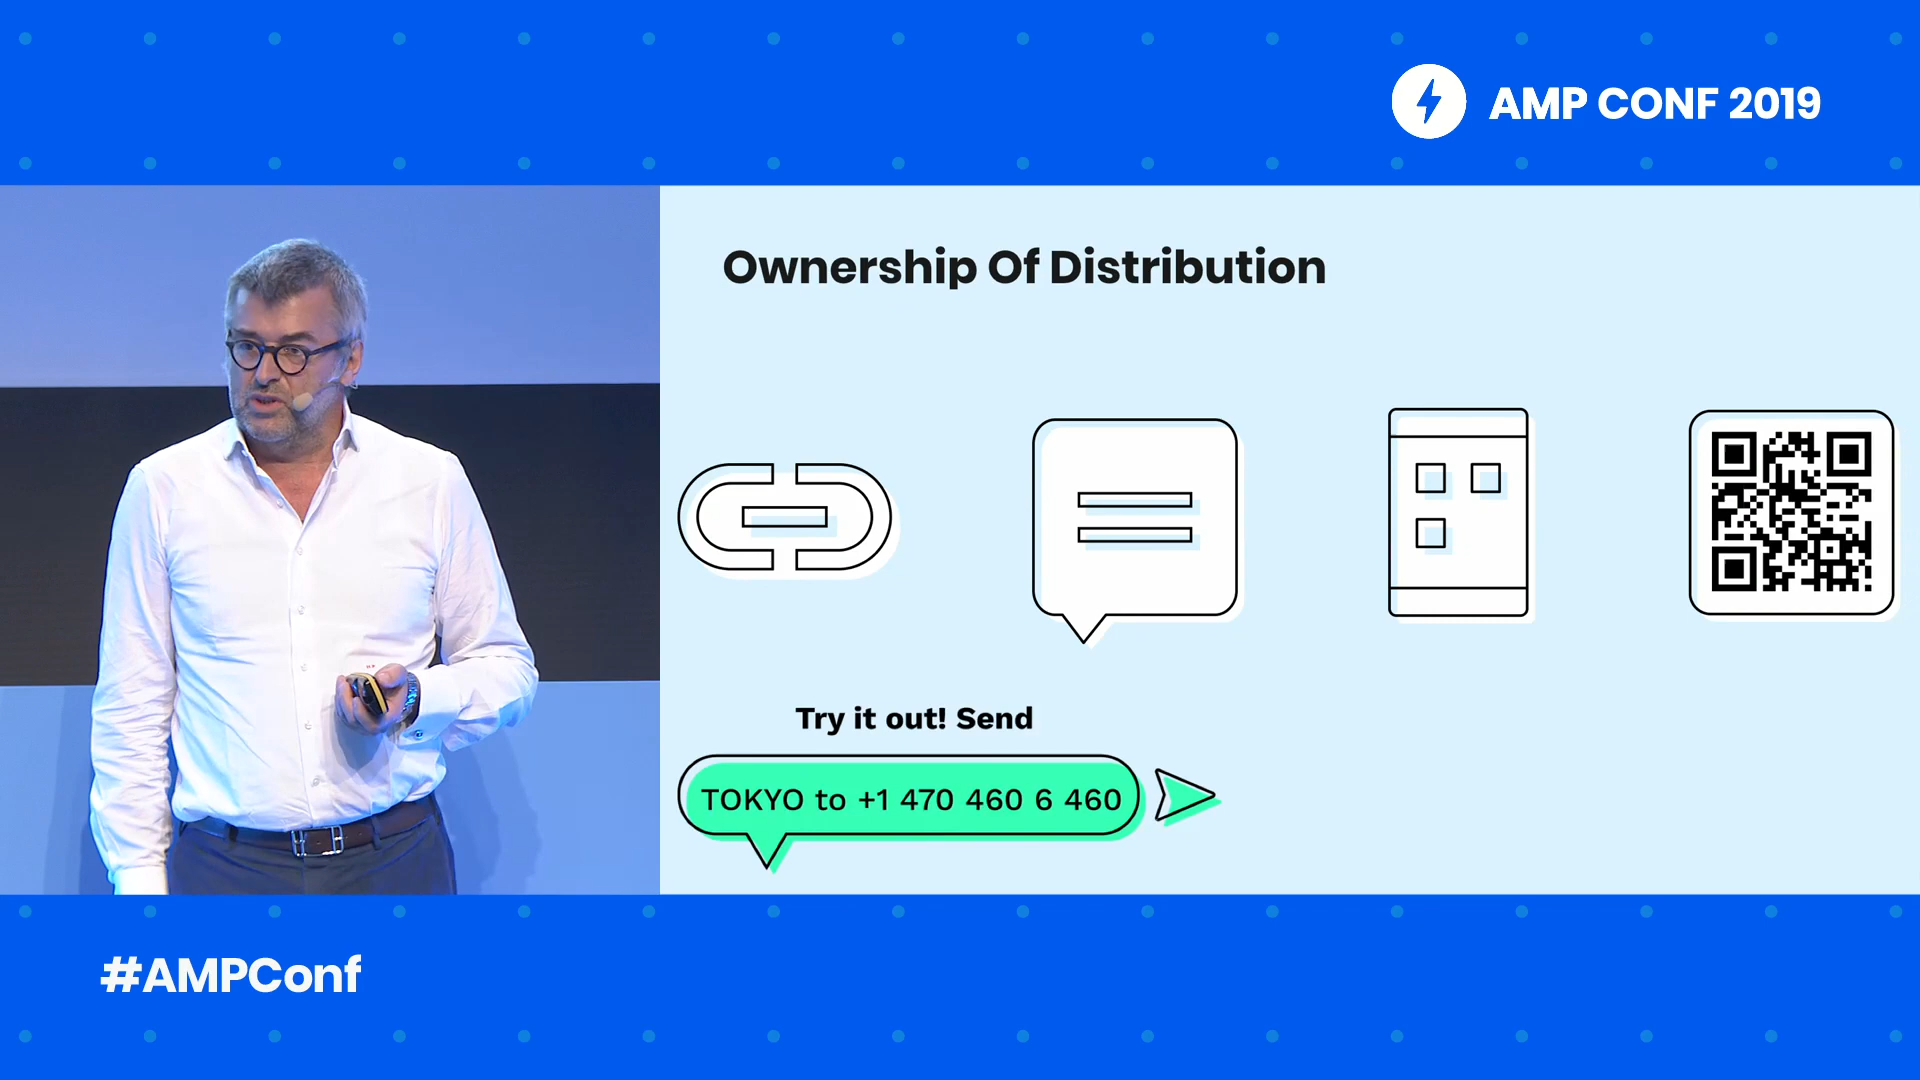 AMP CONF 2019
Ownership Of Distribution
Try it out! Send
TOKYO to +1 470 460 6 460
#AMPConf